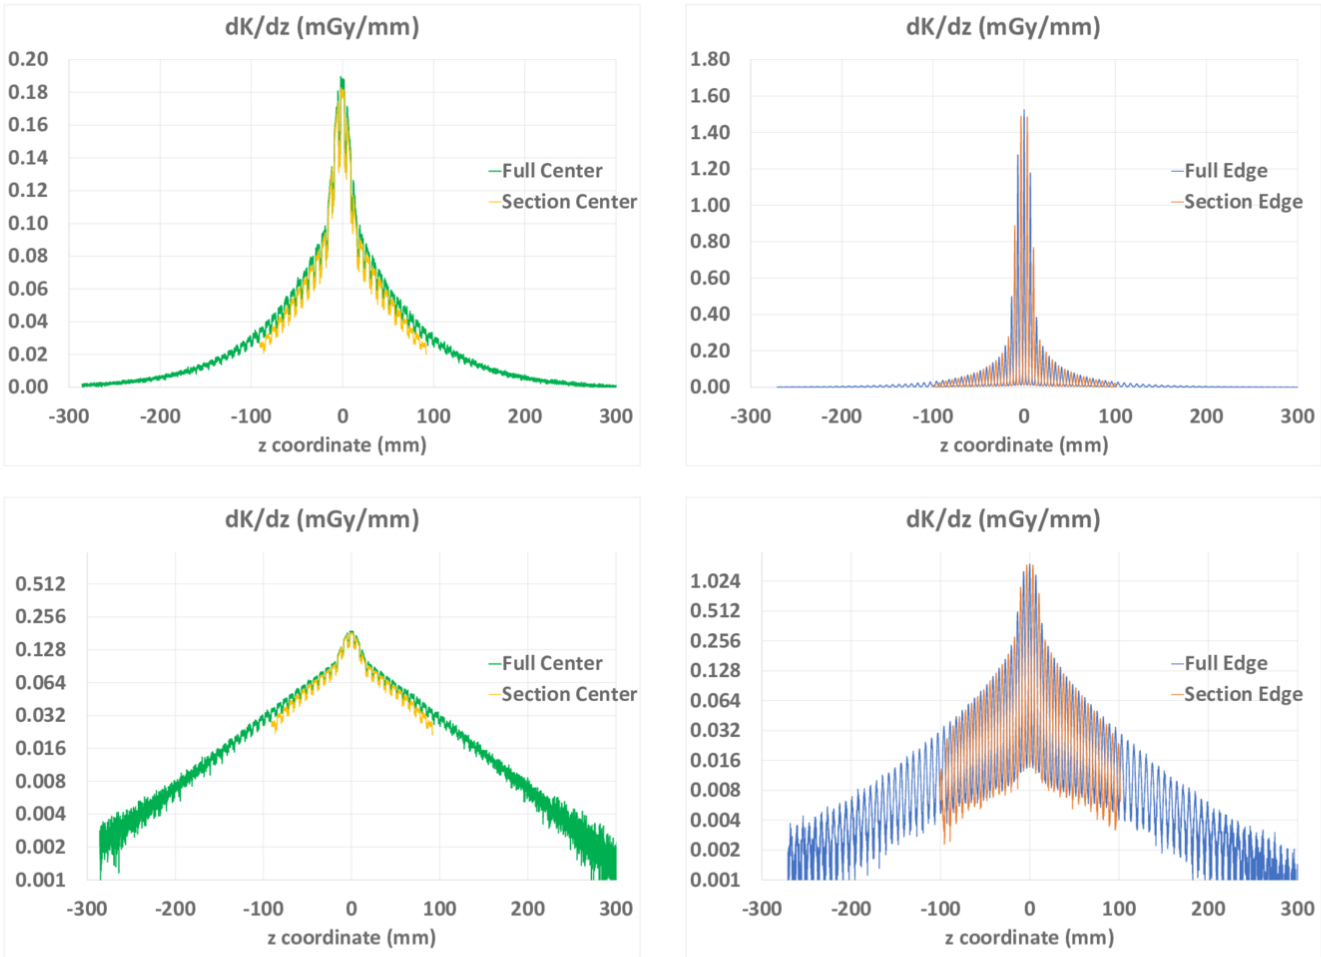 dK/dz (mGy/mm)
0.20
0.18
0.16
0.14
0.12
0.10
0.08
0.06
0.04
0.02
0.00
-300 -200 -100 0 100 200 300
z coordinate (mm)
Full Center
Section Center
dK/dz (mGy/mm)
1.80
1.60
1.40
1.20
1.00
0.80
0.60
0.40
0.20
0.00
-300 -200 -100 0 100 200 300
z coordinate (mm)
Full Edge
Section Edge
dK/dz (mGy/mm)
0.512
0.256
0.128
0.064
0.032
0.016
0.008
0.004
0.002
0.001
-300 -200 -100 0 100 200 300
z coordinate (mm)
Full Center
Section Center
dK/dz (mGy/mm)
1.024
0.512
0.256
0.128
0.064
0.032
0.016
0.008
0.004
0.002
0.001
-300 -200 -100 0 100 200 300
z coordinate (mm)
Full Edge
Section Edge